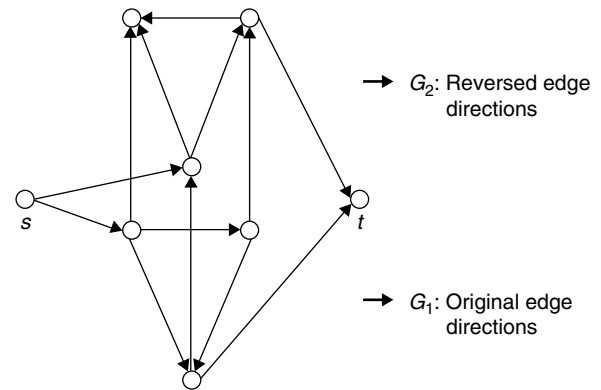 G2: Reversed edge
directions
s
t
G1: Original edge
directions